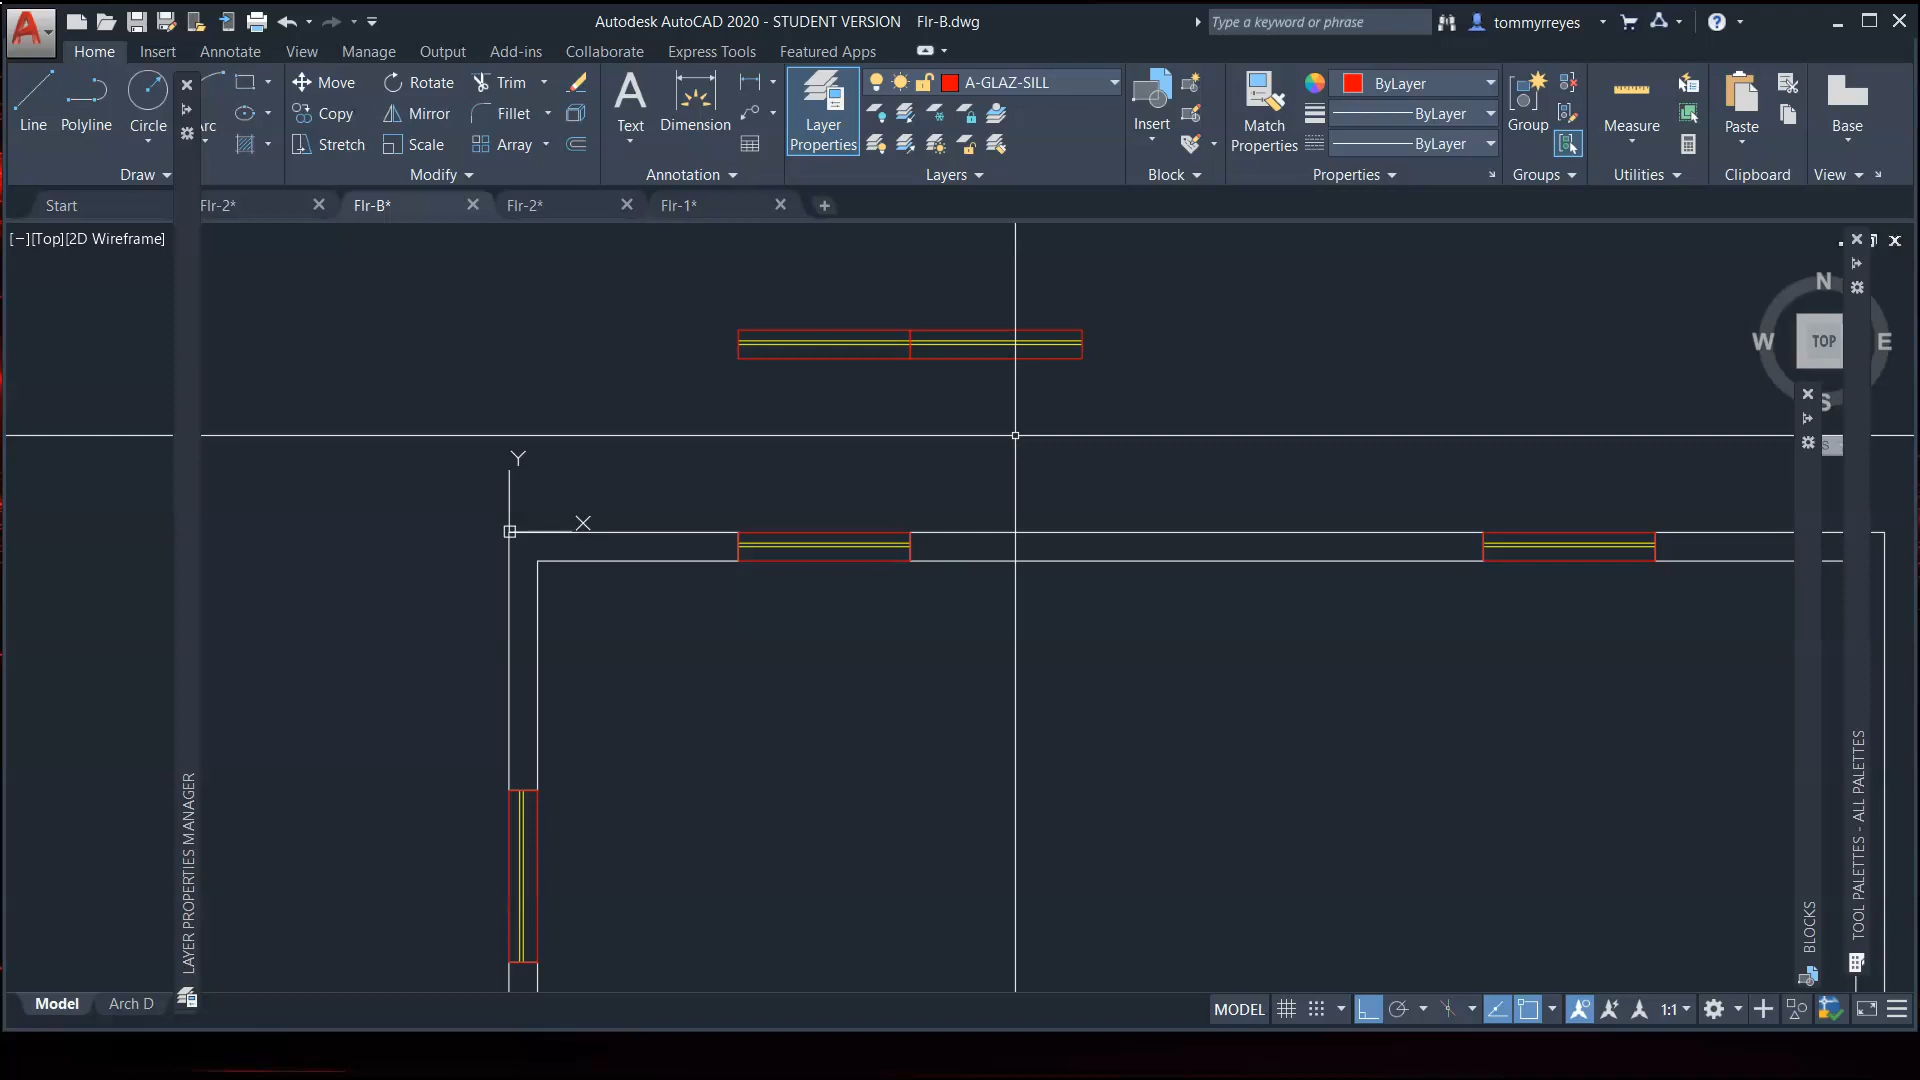 Autodesk AutoCAD 2020 - STUDENT VERSION Flr-B.dwg
Type a keyword or phrase
tommyrreyes
Home Insert Annotate View Manage Output Add-ins Collaborate Express Tools Featured Apps
Line Polyline Circle Arc
Move Rotate Trim
Copy Mirror Fillet
Stretch Scale Array
Text Dimension
Layer Properties
A-GLAZ-SILL
Insert
Match Properties
ByLayer
ByLayer
ByLayer
Group
Measure
Paste
Base
Draw Modify Annotation Layers Block Properties Groups Utilities Clipboard View
Start Flr-2* Flr-B* Flr-2* Flr-1*
[−][Top][2D Wireframe]
N
W TOP E
S
S
Y
X
LAYER PROPERTIES MANAGER
BLOCKS
TOOL PALETTES - ALL PALETTES
Model Arch D
MODEL 1:1